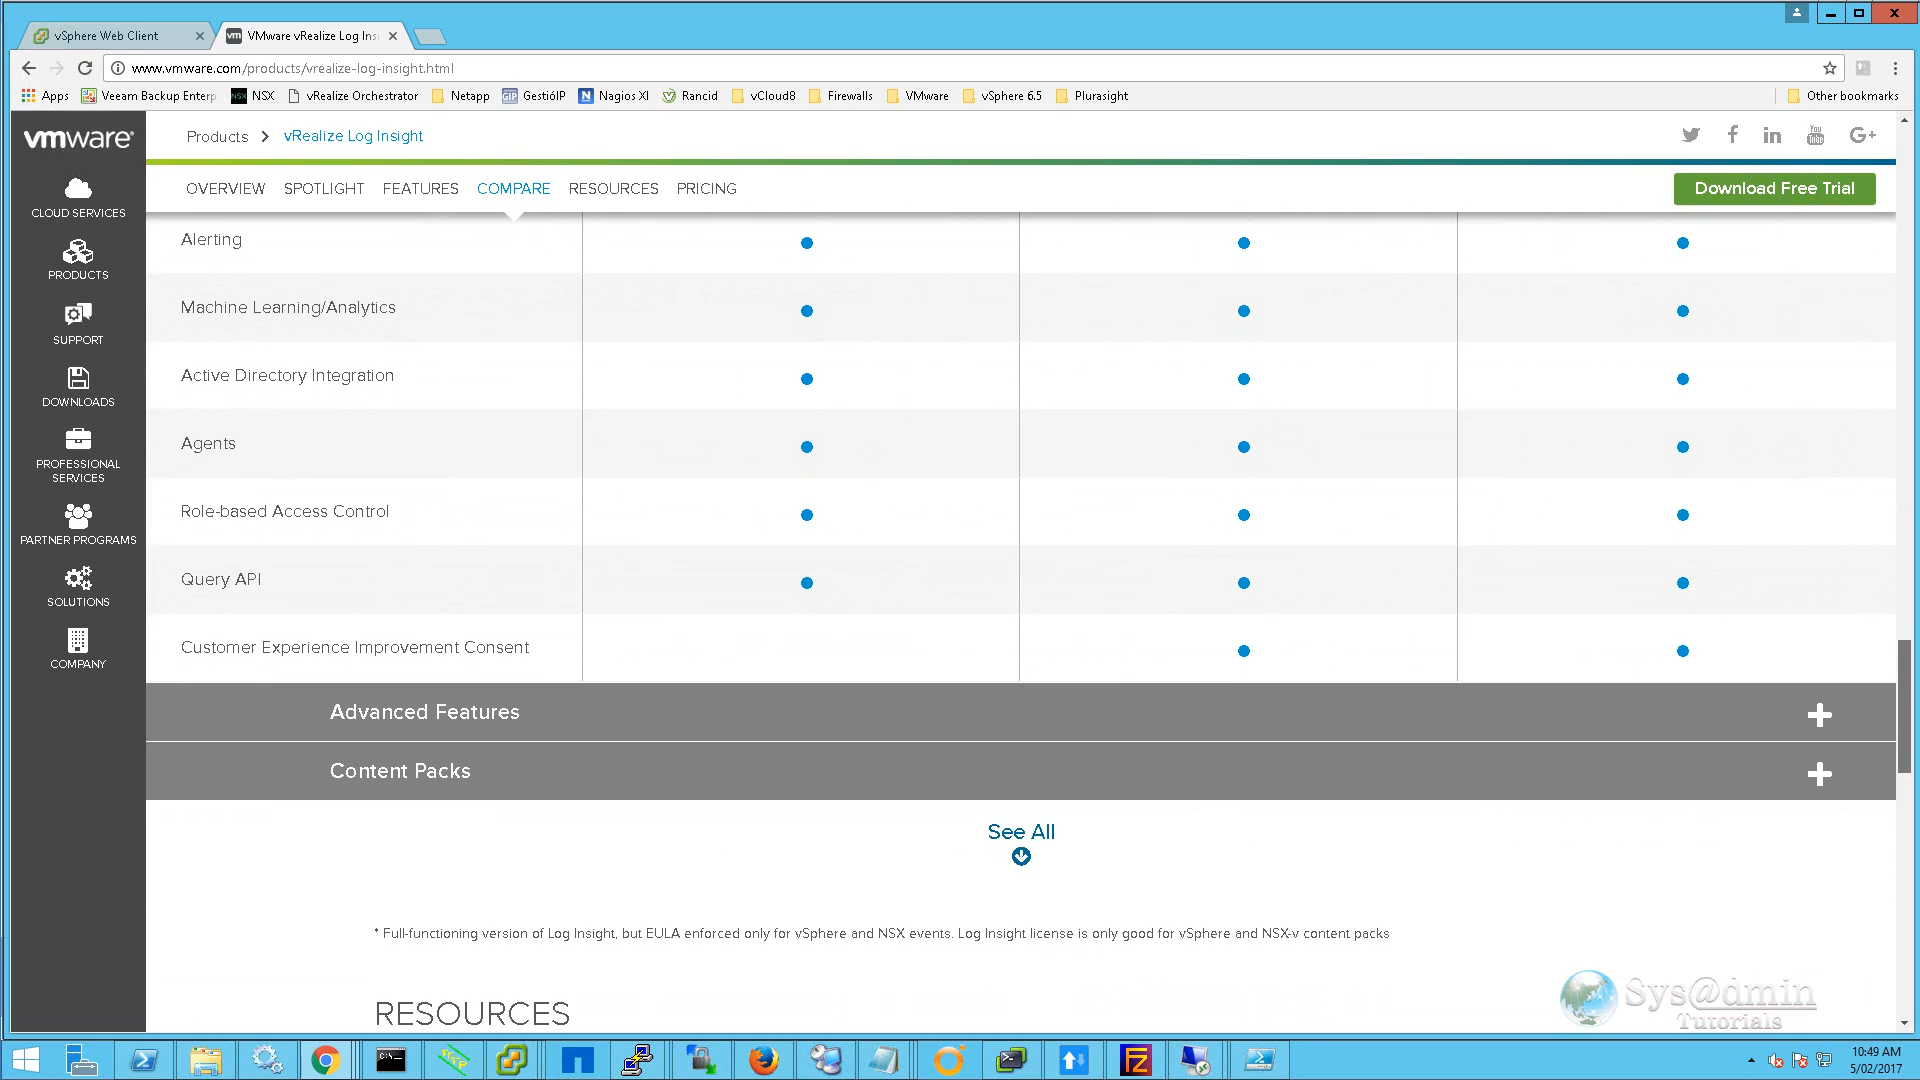 vSphere Web Client
VMware vRealize Log Ins
www.vmware.com/products/vrealize-log-insight.html
Apps
Veeam Backup Enterp
NSX
NSX
vRealize Orchestrator
Netapp
GIP
GestióIP
N
Nagios XI
Rancid
vCloud8
Firewalls
VMware
vSphere 6.5
Plurasight
Other bookmarks
vmware
Products
vRealize Log Insight
You
Tube
G+
CLOUD SERVICES
PRODUCTS
SUPPORT
DOWNLOADS
PROFESSIONAL
SERVICES
PARTNER PROGRAMS
SOLUTIONS
COMPANY
OVERVIEW
SPOTLIGHT
FEATURES
COMPARE
RESOURCES
PRICING
Download Free Trial
Alerting
Machine Learning/Analytics
Active Directory Integration
Agents
Role-based Access Control
Query API
Customer Experience Improvement Consent
Advanced Features
Content Packs
See All
* Full-functioning version of Log Insight, but EULA enforced only for vSphere and NSX events. Log Insight license is only good for vSphere and NSX-v content packs
RESOURCES
Sys@dmin
Tutorials
10:49 AM
5/02/2017